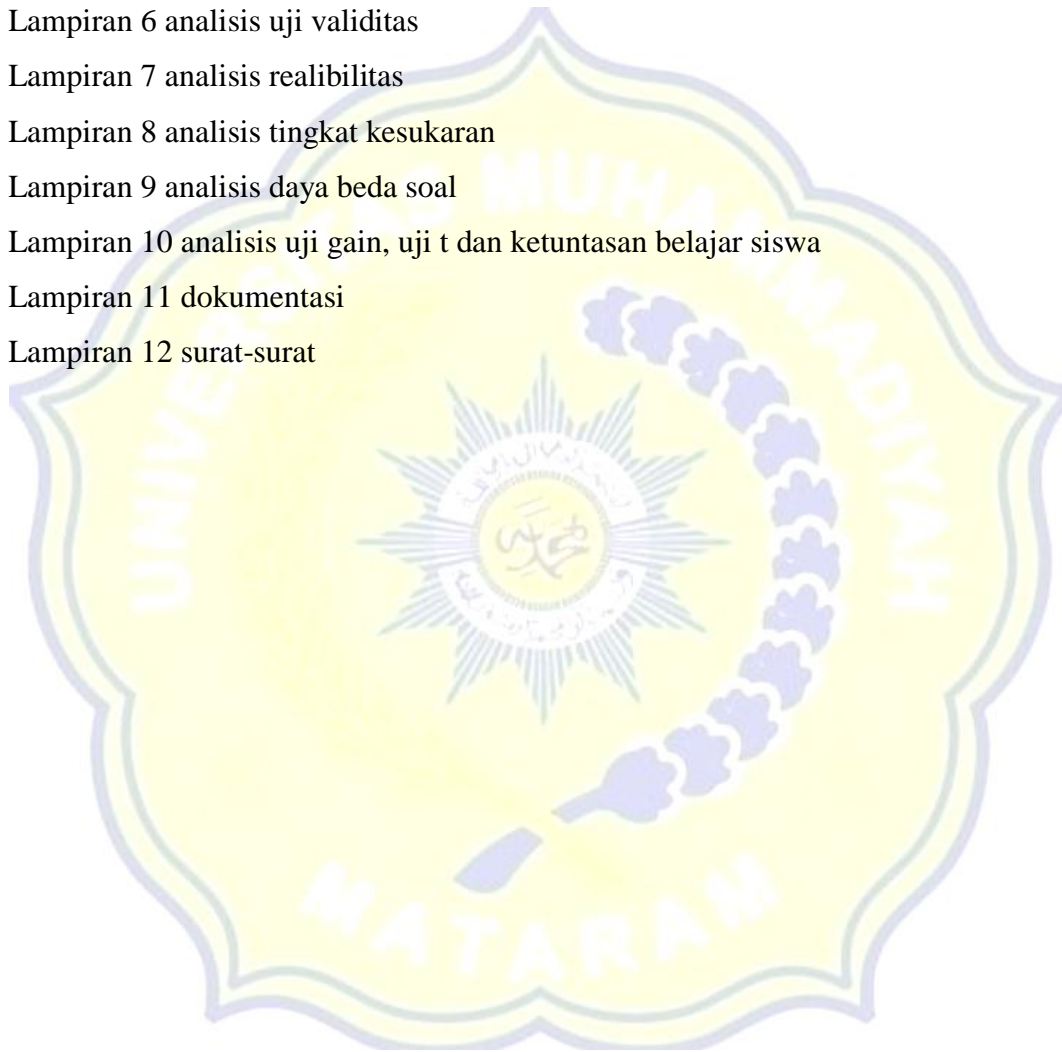 Lampiran 6 analisis uji validitas
Lampiran 7 analisis realibilitas
Lampiran 8 analisis tingkat kesukaran
Lampiran 9 analisis daya beda soal
Lampiran 10 analisis uji gain, uji t dan ketuntasan belajar siswa
Lampiran 11 dokumentasi
Lampiran 12 surat-surat
UNIVERSITAS MUHAMMADIYAH
MATARAM